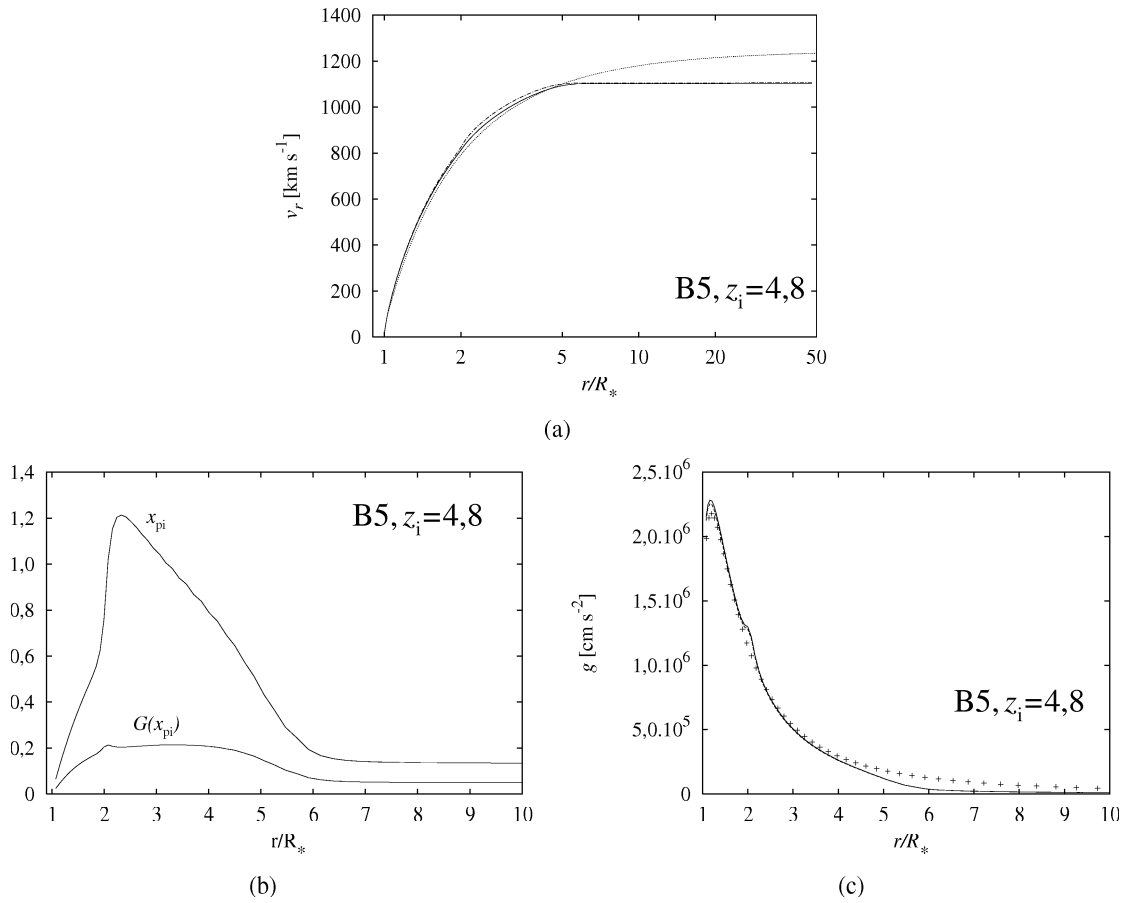 1400
1200
1000
800
600
400
200
0
v_r [km s^-1]
B5, z_i=4,8
1 2 5 10 20 50
r/R_*
(a)
1,4
1,2
1,0
0,8
0,6
0,4
0,2
0
x_pi
B5, z_i=4,8
G(x_pi)
1 2 3 4 5 6 7 8 9 10
r/R_*
(b)
2,5.10^6
2,0.10^6
1,5.10^6
1,0.10^6
5,0.10^5
0
g [cm s^-2]
B5, z_i=4,8
1 2 3 4 5 6 7 8 9 10
r/R_*
(c)